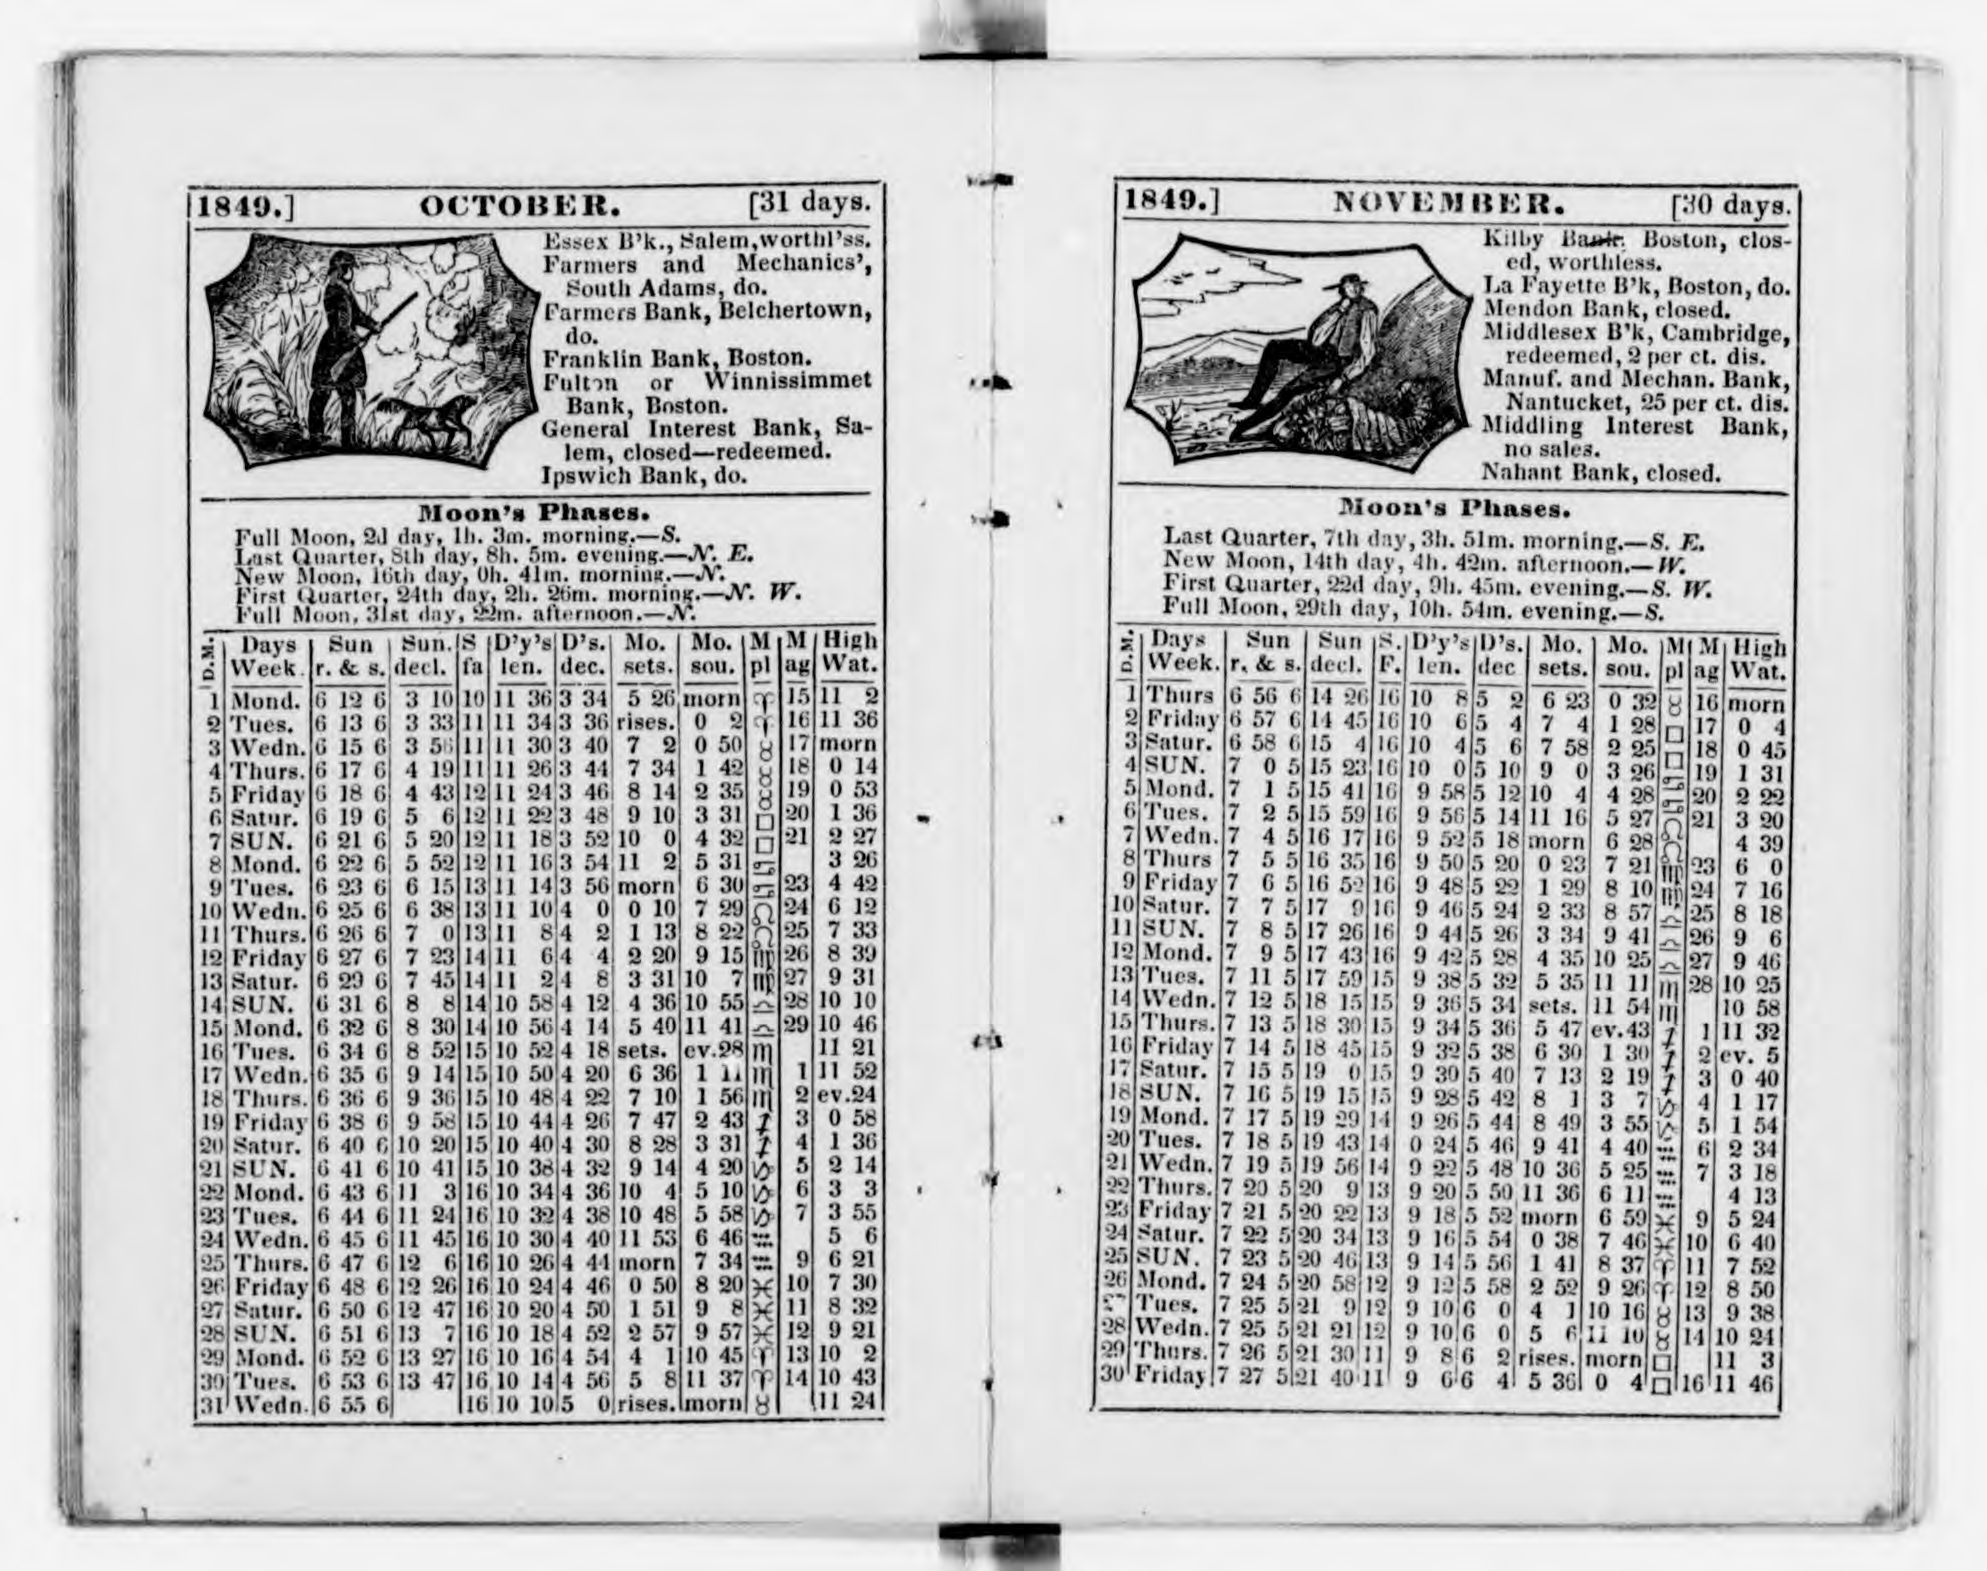 1849.] OCTOBER. [31 days.
Essex B'k., Salem, worthl'ss.
Farmers and Mechanics',
South Adams, do.
Farmers Bank, Belchertown,
do.
Franklin Bank, Boston.
Fulton or Winnissimmet
Bank, Boston.
General Interest Bank, Sa-
lem, closed—redeemed.
Ipswich Bank, do.
Moon's Phases.
Full Moon, 2d day, 1h. 3m. morning.—S.
Last Quarter, 8th day, 8h. 5m. evening.—N. E.
New Moon, 16th day, 0h. 41m. morning.—N.
First Quarter, 24th day, 2h. 26m. morning.—N. W.
Full Moon, 31st day, 22m. afternoon.—N.
D.M. Days Sun Sun. S D'y's D's. Mo. Mo. M M High
Week. r. & s. decl. fa len. dec. sets. sou. pl ag Wat.
1 Mond. 6 12 6 3 10 10 11 36 3 34 5 26 morn ♈ 15 11 2
2 Tues. 6 13 6 3 33 11 11 34 3 36 rises. 0 2 ♈ 16 11 36
3 Wedn. 6 15 6 3 56 11 11 30 3 40 7 2 0 50 ♉ 17 morn
4 Thurs. 6 17 6 4 19 11 11 26 3 44 7 34 1 42 ♉ 18 0 14
5 Friday 6 18 6 4 43 12 11 24 3 46 8 14 2 35 ♉ 19 0 53
6 Satur. 6 19 6 5 6 12 11 22 3 48 9 10 3 31 □ 20 1 36
7 SUN. 6 21 6 5 20 12 11 18 3 52 10 0 4 32 □ 21 2 27
8 Mond. 6 22 6 5 52 12 11 16 3 54 11 2 5 31 ♋ 3 26
9 Tues. 6 23 6 6 15 13 11 14 3 56 morn 6 30 ♋ 23 4 42
10 Wedn. 6 25 6 6 38 13 11 10 4 0 0 10 7 29 ♌ 24 6 12
11 Thurs. 6 26 6 7 0 13 11 8 4 2 1 13 8 22 ♌ 25 7 33
12 Friday 6 27 6 7 23 14 11 6 4 4 2 20 9 15 ♍ 26 8 39
13 Satur. 6 29 6 7 45 14 11 2 4 8 3 31 10 7 ♍ 27 9 31
14 SUN. 6 31 6 8 8 14 10 58 4 12 4 36 10 55 ♎ 28 10 10
15 Mond. 6 32 6 8 30 14 10 56 4 14 5 40 11 41 ♎ 29 10 46
16 Tues. 6 34 6 8 52 15 10 52 4 18 sets. ev.28 ♏ 11 21
17 Wedn. 6 35 6 9 14 15 10 50 4 20 6 36 1 11 ♏ 1 11 52
18 Thurs. 6 36 6 9 36 15 10 48 4 22 7 10 1 56 ♏ 2 ev.24
19 Friday 6 38 6 9 58 15 10 44 4 26 7 47 2 43 ♐ 3 0 58
20 Satur. 6 40 6 10 20 15 10 40 4 30 8 28 3 31 ♐ 4 1 36
21 SUN. 6 41 6 10 41 15 10 38 4 32 9 14 4 20 ♑ 5 2 14
22 Mond. 6 43 6 11 3 16 10 34 4 36 10 4 5 10 ♑ 6 3 3
23 Tues. 6 44 6 11 24 16 10 32 4 38 10 48 5 58 ♑ 7 3 55
24 Wedn. 6 45 6 11 45 16 10 30 4 40 11 53 6 46 ♒ 5 6
25 Thurs. 6 47 6 12 6 16 10 26 4 44 morn 7 34 ♒ 9 6 21
26 Friday 6 48 6 12 26 16 10 24 4 46 0 50 8 20 ♓ 10 7 30
27 Satur. 6 50 6 12 47 16 10 20 4 50 1 51 9 8 ♓ 11 8 32
28 SUN. 6 51 6 13 7 16 10 18 4 52 2 57 9 57 ♓ 12 9 21
29 Mond. 6 52 6 13 27 16 10 16 4 54 4 1 10 45 ♈ 13 10 2
30 Tues. 6 53 6 13 47 16 10 14 4 56 5 8 11 37 ♈ 14 10 43
31 Wedn. 6 55 6 16 10 10 5 0 rises. morn ♉ 11 24
1849.] NOVEMBER. [30 days.
Kilby Bank. Boston, clos-
ed, worthless.
La Fayette B'k, Boston, do.
Mendon Bank, closed.
Middlesex B'k, Cambridge,
redeemed, 2 per ct. dis.
Manuf. and Mechan. Bank,
Nantucket, 25 per ct. dis.
Middling Interest Bank,
no sales.
Nahant Bank, closed.
Moon's Phases.
Last Quarter, 7th day, 3h. 51m. morning.—S. E.
New Moon, 14th day, 4h. 42m. afternoon.—W.
First Quarter, 22d day, 9h. 45m. evening.—S. W.
Full Moon, 29th day, 10h. 54m. evening.—S.
D.M. Days Sun Sun S. D'y's D's. Mo. Mo. M M High
Week. r. & s. decl. F. len. dec sets. sou. pl ag Wat.
1 Thurs 6 56 6 14 26 16 10 8 5 2 6 23 0 32 ♉ 16 morn
2 Friday 6 57 6 14 45 16 10 6 5 4 7 4 1 28 □ 17 0 4
3 Satur. 6 58 6 15 4 16 10 4 5 6 7 58 2 25 □ 18 0 45
4 SUN. 7 0 5 15 23 16 10 0 5 10 9 0 3 26 ♋ 19 1 31
5 Mond. 7 1 5 15 41 16 9 58 5 12 10 4 4 28 ♋ 20 2 22
6 Tues. 7 2 5 15 59 16 9 56 5 14 11 16 5 27 ♌ 21 3 20
7 Wedn. 7 4 5 16 17 16 9 52 5 18 morn 6 28 ♌ 4 39
8 Thurs 7 5 5 16 35 16 9 50 5 20 0 23 7 21 ♍ 23 6 0
9 Friday 7 6 5 16 52 16 9 48 5 22 1 29 8 10 ♍ 24 7 16
10 Satur. 7 7 5 17 9 16 9 46 5 24 2 33 8 57 ♎ 25 8 18
11 SUN. 7 8 5 17 26 16 9 44 5 26 3 34 9 41 ♎ 26 9 6
12 Mond. 7 9 5 17 43 16 9 42 5 28 4 35 10 25 ♎ 27 9 46
13 Tues. 7 11 5 17 59 15 9 38 5 32 5 35 11 11 ♏ 28 10 25
14 Wedn. 7 12 5 18 15 15 9 36 5 34 sets. 11 54 ♏ 10 58
15 Thurs. 7 13 5 18 30 15 9 34 5 36 5 47 ev.43 ♐ 1 11 32
16 Friday 7 14 5 18 45 15 9 32 5 38 6 30 1 30 ♐ 2 ev. 5
17 Satur. 7 15 5 19 0 15 9 30 5 40 7 13 2 19 ♐ 3 0 40
18 SUN. 7 16 5 19 15 15 9 28 5 42 8 1 3 7 ♑ 4 1 17
19 Mond. 7 17 5 19 29 14 9 26 5 44 8 49 3 55 ♑ 5 1 54
20 Tues. 7 18 5 19 43 14 0 24 5 46 9 41 4 40 ♒ 6 2 34
21 Wedn. 7 19 5 19 56 14 9 22 5 48 10 36 5 25 ♒ 7 3 18
22 Thurs. 7 20 5 20 9 13 9 20 5 50 11 36 6 11 ♒ 4 13
23 Friday 7 21 5 20 22 13 9 18 5 52 morn 6 59 ♓ 9 5 24
24 Satur. 7 22 5 20 34 13 9 16 5 54 0 38 7 46 ♓ 10 6 40
25 SUN. 7 23 5 20 46 13 9 14 5 56 1 41 8 37 ♈ 11 7 52
26 Mond. 7 24 5 20 58 12 9 12 5 58 2 52 9 26 ♈ 12 8 50
Tues. 7 25 5 21 9 12 9 10 6 0 4 1 10 16 ♉ 13 9 38
28 Wedn. 7 25 5 21 21 12 9 10 6 0 5 6 11 10 ♉ 14 10 24
29 Thurs. 7 26 5 21 30 11 9 8 6 2 rises. morn □ 11 3
30 Friday 7 27 5 21 40 11 9 6 6 4 5 36 0 4 □ 16 11 46